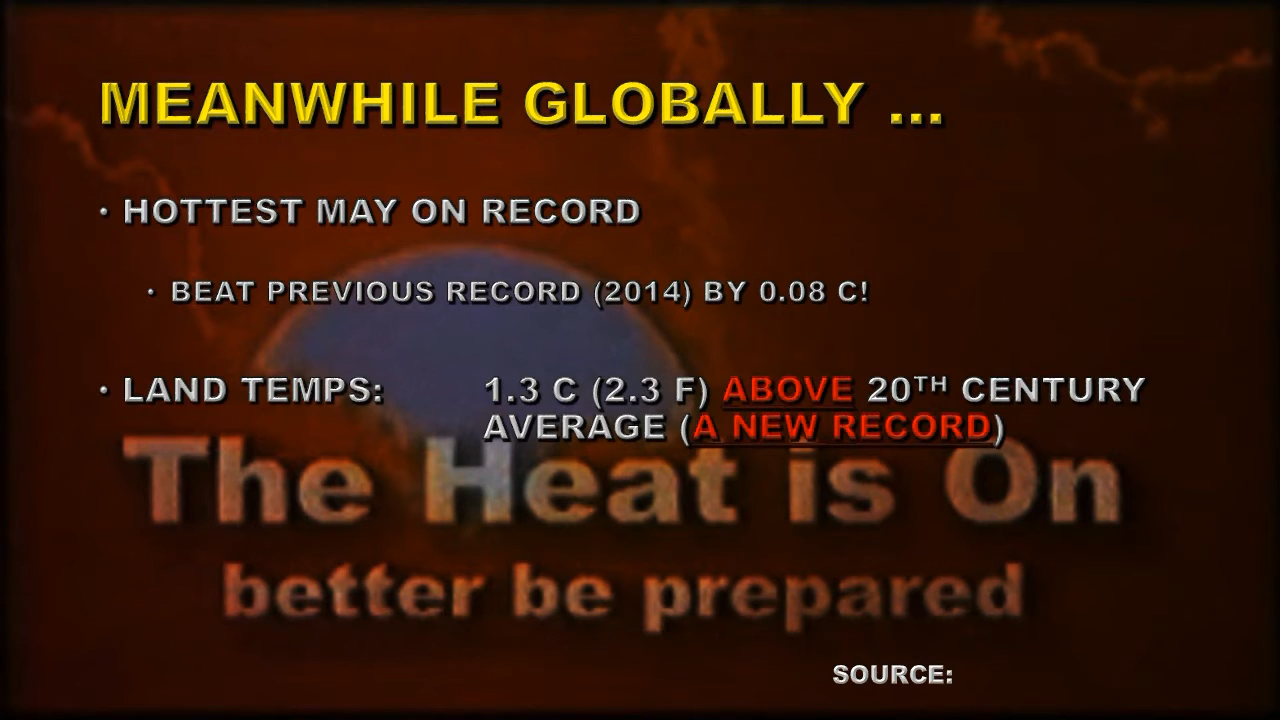 MEANWHILE GLOBALLY ...
• HOTTEST MAY ON RECORD
• BEAT PREVIOUS RECORD (2014) BY 0.08 C!
• LAND TEMPS: 1.3 C (2.3 F) ABOVE 20TH CENTURY
AVERAGE (A NEW RECORD)
The Heat is On
better be prepared
SOURCE: